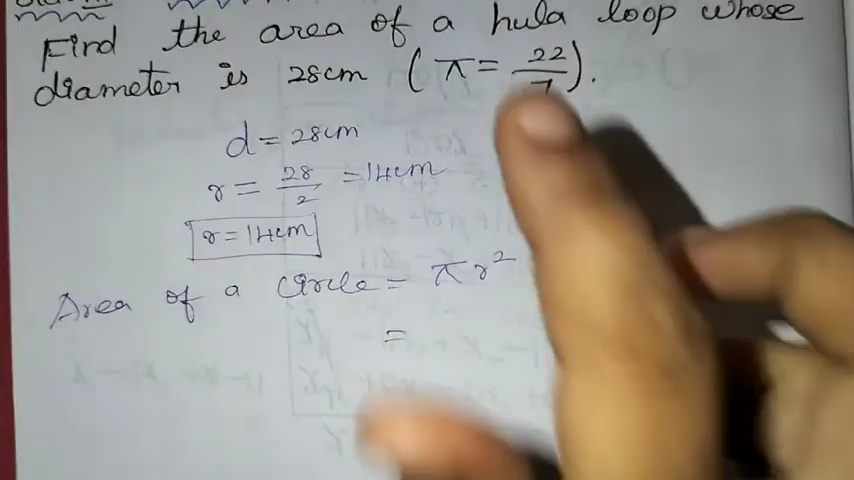 Find the area of a hula loop whose
diameter is 28cm (π = 22/7).
d = 28cm
r = 28/2 = 14cm
r = 14cm
Area of a circle = πr²
=